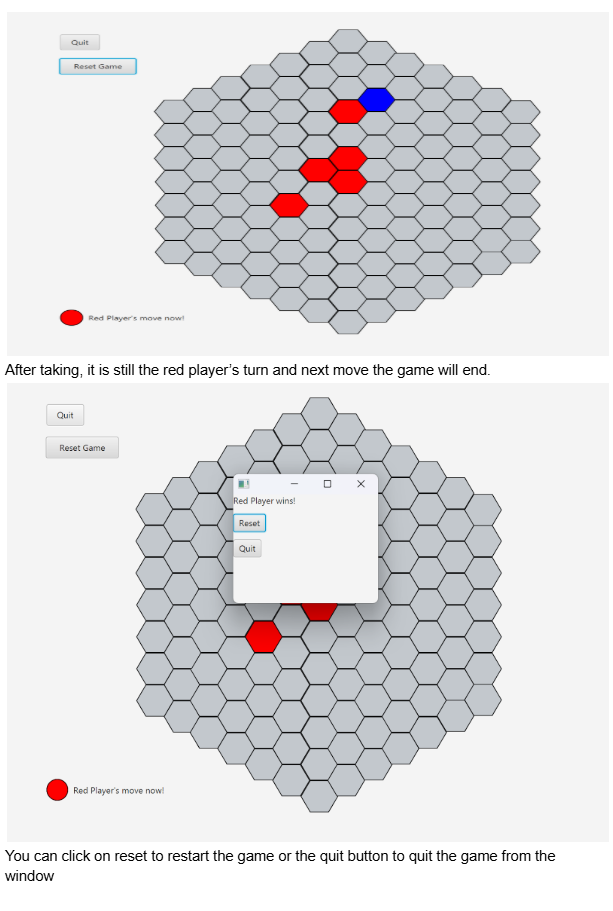 Quit
Reset Game
Red Player's move now!
After taking, it is still the red player’s turn and next move the game will end.
Quit
Reset Game
Red Player wins!
Reset
Quit
Red Player's move now!
You can click on reset to restart the game or the quit button to quit the game from the
window